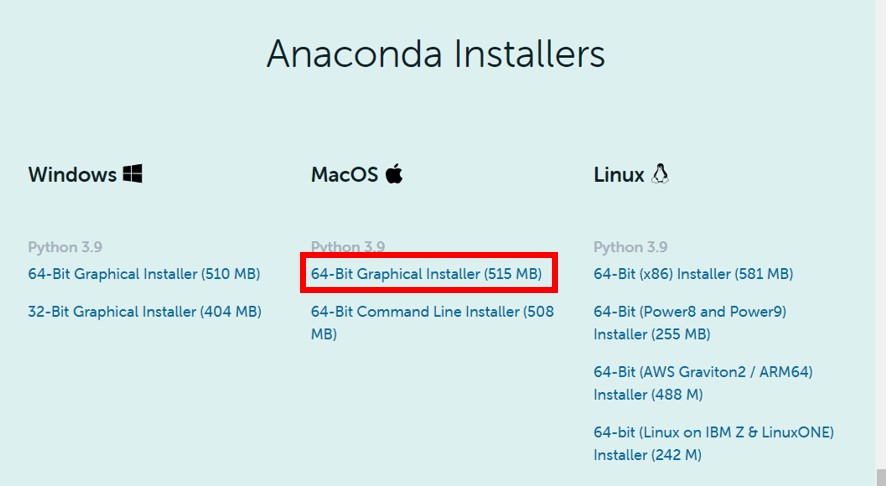 Anaconda Installers
Windows
Python 3.9
64-Bit Graphical Installer (510 MB)
32-Bit Graphical Installer (404 MB)
MacOS
Python 3.9
64-Bit Graphical Installer (515 MB)
64-Bit Command Line Installer (508
MB)
Linux
Python 3.9
64-Bit (x86) Installer (581 MB)
64-Bit (Power8 and Power9)
Installer (255 MB)
64-Bit (AWS Graviton2 / ARM64)
Installer (488 M)
64-bit (Linux on IBM Z & LinuxONE)
Installer (242 M)